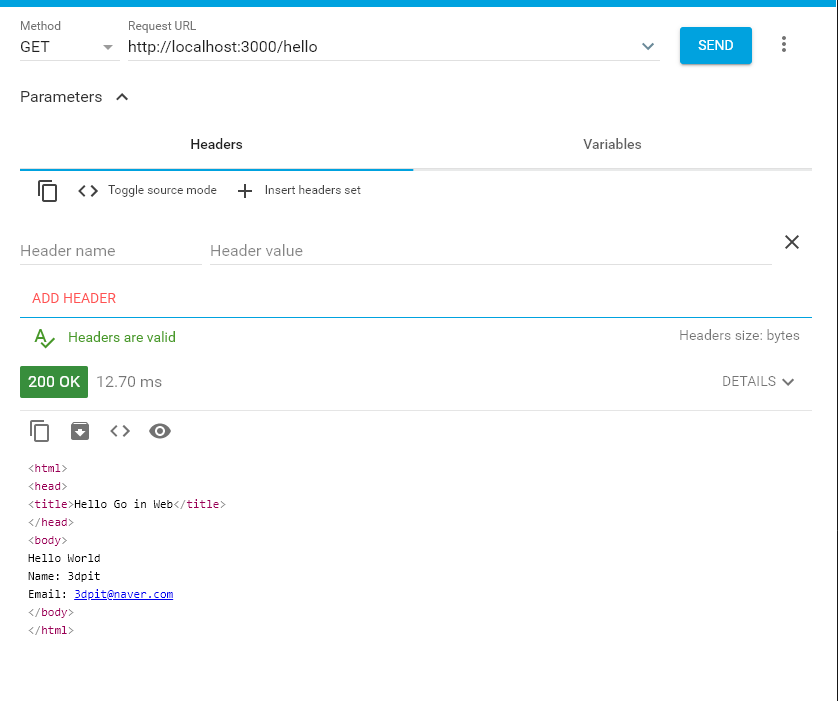 Method Request URL
GET http://localhost:3000/hello SEND
Parameters
Headers Variables
Toggle source mode Insert headers set
Header name Header value
ADD HEADER
Headers are valid Headers size: bytes
200 OK 12.70 ms DETAILS
<html>
<head>
<title>Hello Go in Web</title>
</head>
<body>
Hello World
Name: 3dpit
Email: 3dpit@naver.com
</body>
</html>